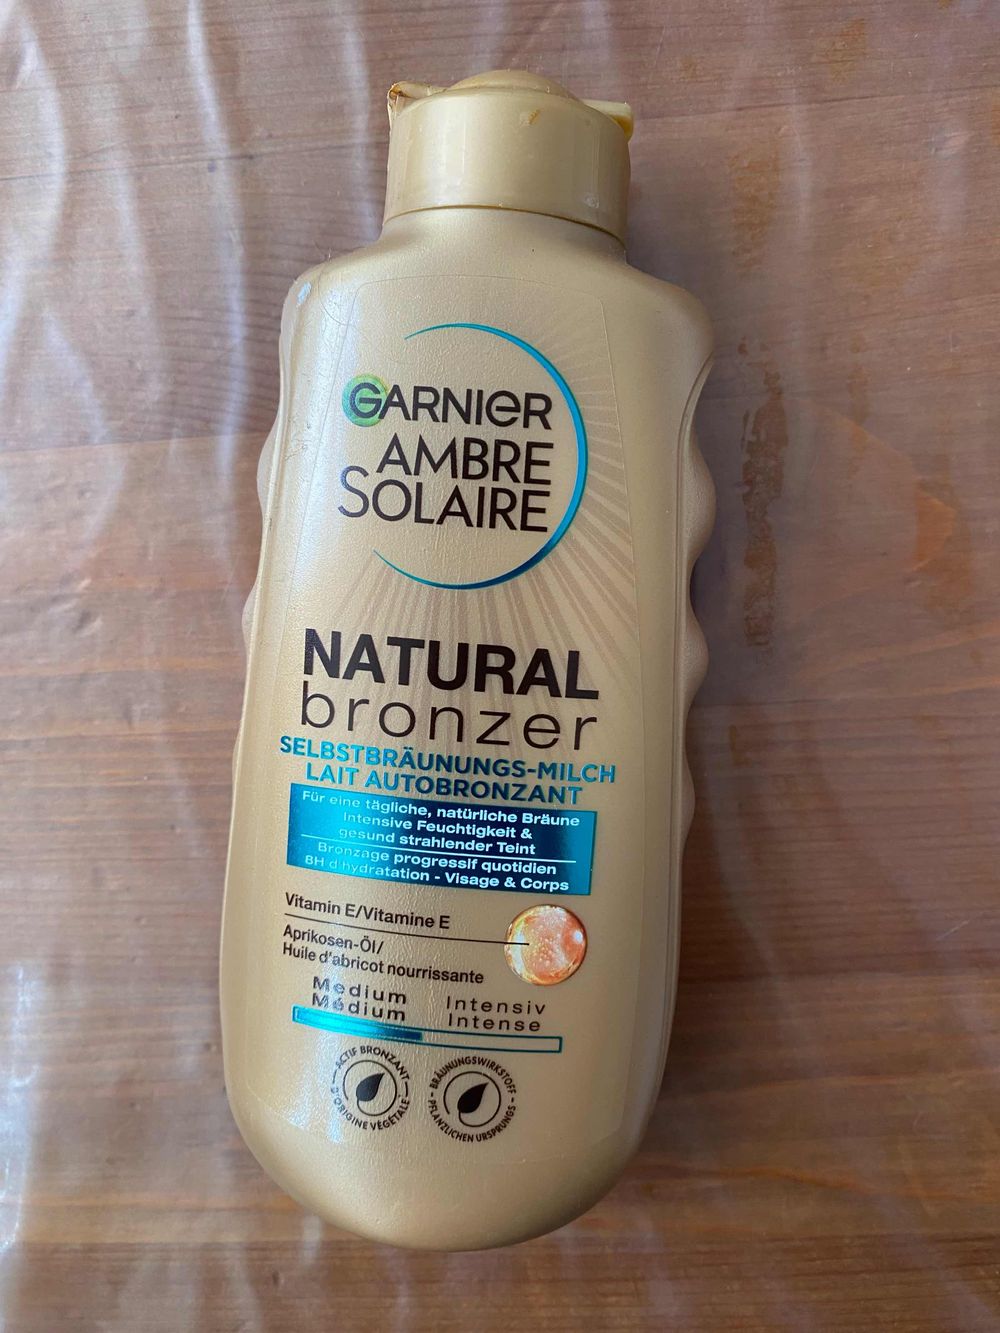 GARNIER
AMBRE
SOLAIRE
NATURAL
bronzer
SELBSTBRÄUNUNGS-MILCH
LAIT AUTOBRONZANT
Für eine tägliche, natürliche Bräune
Intensive Feuchtigkeit &
gesund strahlender Teint
Bronzage progressif quotidien
8H d'hydratation - Visage & Corps
Vitamin E/Vitamine E
Aprikosen-Öl/
Huile d'abricot nourrissante
Medium Intensiv
Médium Intense
ACTIF BRONZANT - D'ORIGINE VÉGÉTALE -
BRÄUNUNGSWIRKSTOFF - PFLANZLICHEN URSPRUNGS -